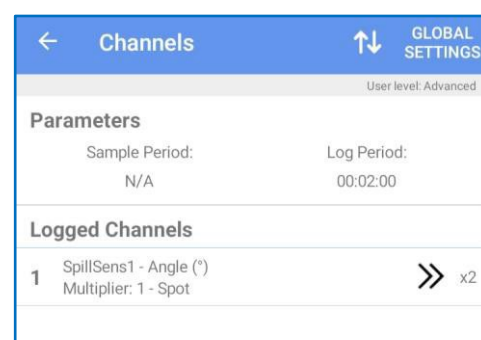 Channels
GLOBAL
SETTINGS
User level: Advanced
Parameters
Sample Period:
Log Period:
N/A
00:02:00
Logged Channels
1
SpillSens1 - Angle (°)
Multiplier: 1 - Spot
x2